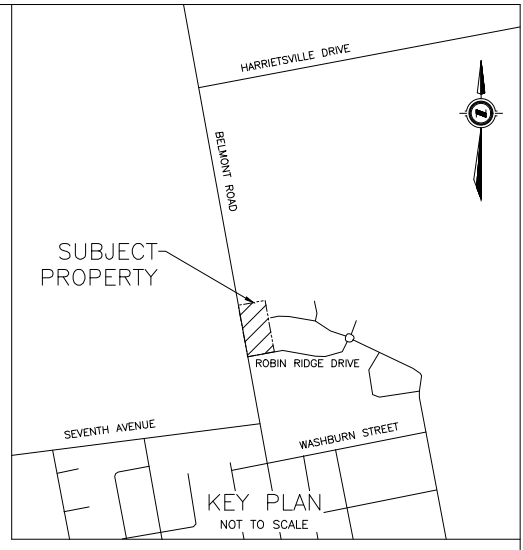 HARRIETSVILLE DRIVE
BELMONT ROAD
SUBJECT
PROPERTY
ROBIN RIDGE DRIVE
SEVENTH AVENUE
WASHBURN STREET
KEY PLAN
NOT TO SCALE